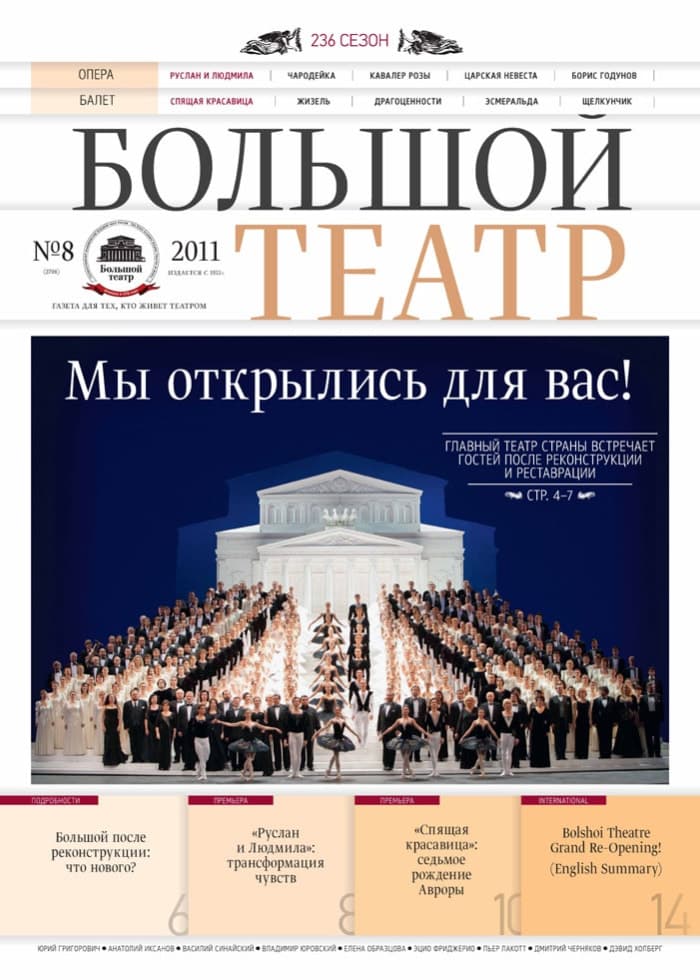 236 СЕЗОН
ОПЕРА РУСЛАН И ЛЮДМИЛА | ЧАРОДЕЙКА | КАВАЛЕР РОЗЫ | ЦАРСКАЯ НЕВЕСТА | БОРИС ГОДУНОВ |
БАЛЕТ СПЯЩАЯ КРАСАВИЦА | ЖИЗЕЛЬ | ДРАГОЦЕННОСТИ | ЭСМЕРАЛЬДА | ЩЕЛКУНЧИК |
БОЛЬШОЙ
ТЕАТР
№8
(2706)
Большой
театр
2011
ИЗДАЕТСЯ С 1933 г.
ГАЗЕТА ДЛЯ ТЕХ, КТО ЖИВЕТ ТЕАТРОМ
Мы открылись для вас!
ГЛАВНЫЙ ТЕАТР СТРАНЫ ВСТРЕЧАЕТ
ГОСТЕЙ ПОСЛЕ РЕКОНСТРУКЦИИ
И РЕСТАВРАЦИИ
СТР. 4–7
ПОДРОБНОСТИ
Большой после
реконструкции:
что нового?
6
ПРЕМЬЕРА
«Руслан
и Людмила»:
трансформация
чувств
8
ПРЕМЬЕРА
«Спящая
красавица»:
седьмое
рождение
Авроры
10
INTERNATIONAL
Bolshoi Theatre
Grand Re-Opening!
(English Summary)
14
ЮРИЙ ГРИГОРОВИЧ ● АНАТОЛИЙ ИКСАНОВ ● ВАСИЛИЙ СИНАЙСКИЙ ● ВЛАДИМИР ЮРОВСКИЙ ● ЕЛЕНА ОБРАЗЦОВА ● ЭЦИО ФРИДЖЕРИО ● ПЬЕР ЛАКОТТ ● ДМИТРИЙ ЧЕРНЯКОВ ● ДЭВИД ХОЛБЕРГ